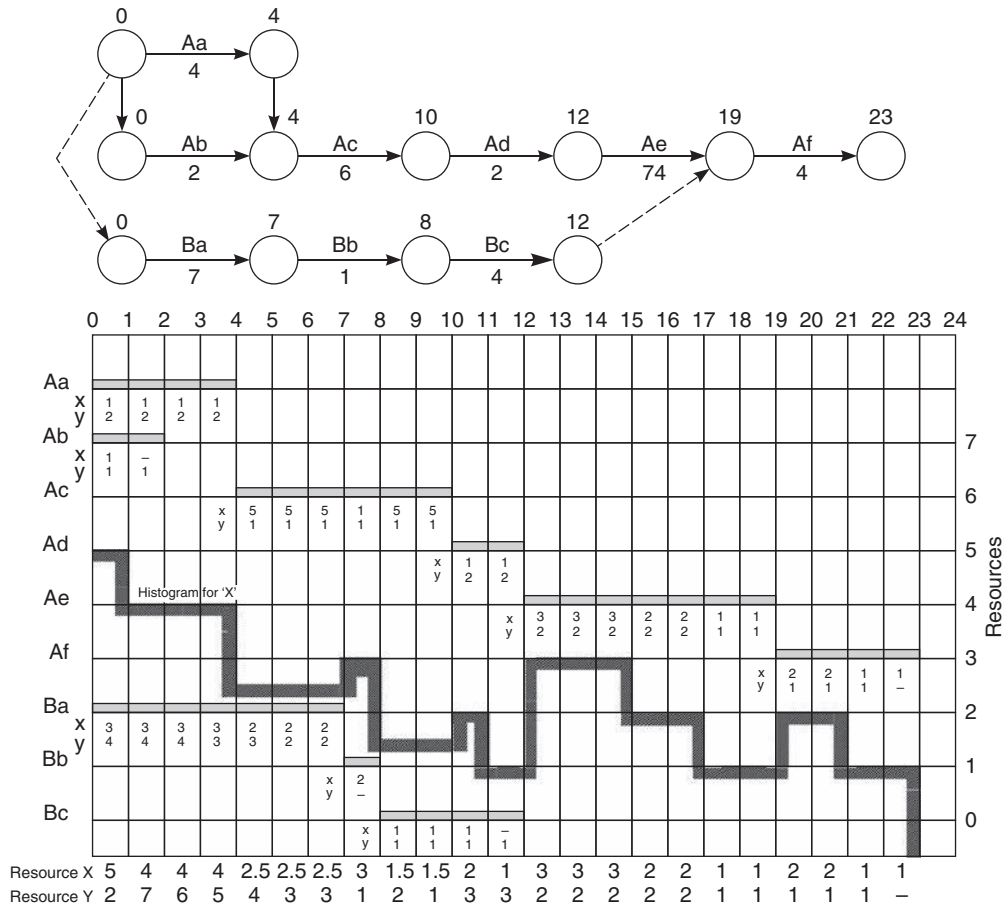 0 4
Aa
4
0 4 10 12 19 23
Ab Ac Ad Ae Af
2 6 2 74 4
0 7 8 12
Ba Bb Bc
7 1 4
0 1 2 3 4 5 6 7 8 9 10 11 12 13 14 15 16 17 18 19 20 21 22 23 24
Aa
x 1 1 2 1
y 2 2 2 2
Ab 7
x 1 –
y 1 1
Ac 6
x 5 5 5 1 5 5
y 1 1 1 1 1 1
Ad 5
x 1 1
y 2 2
Histogram for 'X'
Ae 4
x 3 3 3 2 2 1 1
y 2 2 2 2 2 1 1
Resources
Af 3
x 2 2 1 1
y 1 1 1 –
Ba 2
x 3 3 3 3 2 2 2
y 4 4 4 3 3 2 2
Bb 1
x 2
y –
Bc 0
x 1 1 1 –
y 1 1 1 1
Resource X 5 4 4 4 2.5 2.5 2.5 3 1.5 1.5 2 1 3 3 3 2 2 1 1 2 2 1 1
Resource Y 2 7 6 5 4 3 3 1 2 1 3 3 2 2 2 2 2 1 1 1 1 1 –